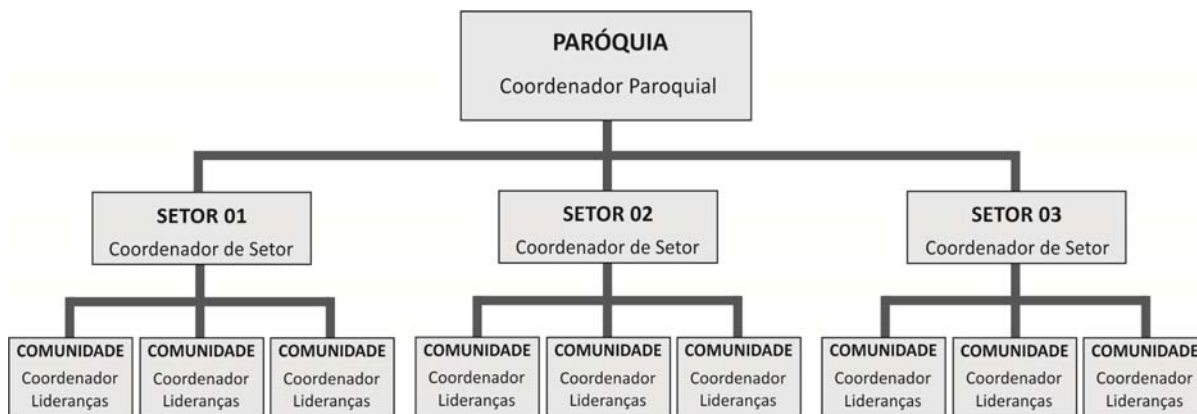 PARÓQUIA
Coordenador Paroquial
SETOR 01
Coordenador de Setor
SETOR 02
Coordenador de Setor
SETOR 03
Coordenador de Setor
COMUNIDADE
Coordenador
Lideranças
COMUNIDADE
Coordenador
Lideranças
COMUNIDADE
Coordenador
Lideranças
COMUNIDADE
Coordenador
Lideranças
COMUNIDADE
Coordenador
Lideranças
COMUNIDADE
Coordenador
Lideranças
COMUNIDADE
Coordenador
Lideranças
COMUNIDADE
Coordenador
Lideranças
COMUNIDADE
Coordenador
Lideranças